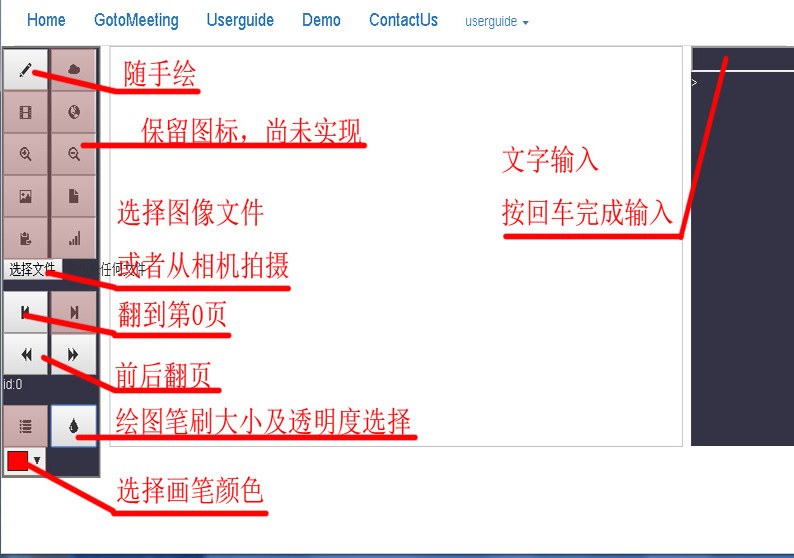 Home GotoMeeting Userguide Demo ContactUs userguide
随手绘
保留图标，尚未实现
文字输入
选择图像文件
按回车完成输入
选择文件 任何文件
或者从相机拍摄
翻到第0页
前后翻页
id:0
绘图笔刷大小及透明度选择
选择画笔颜色
>